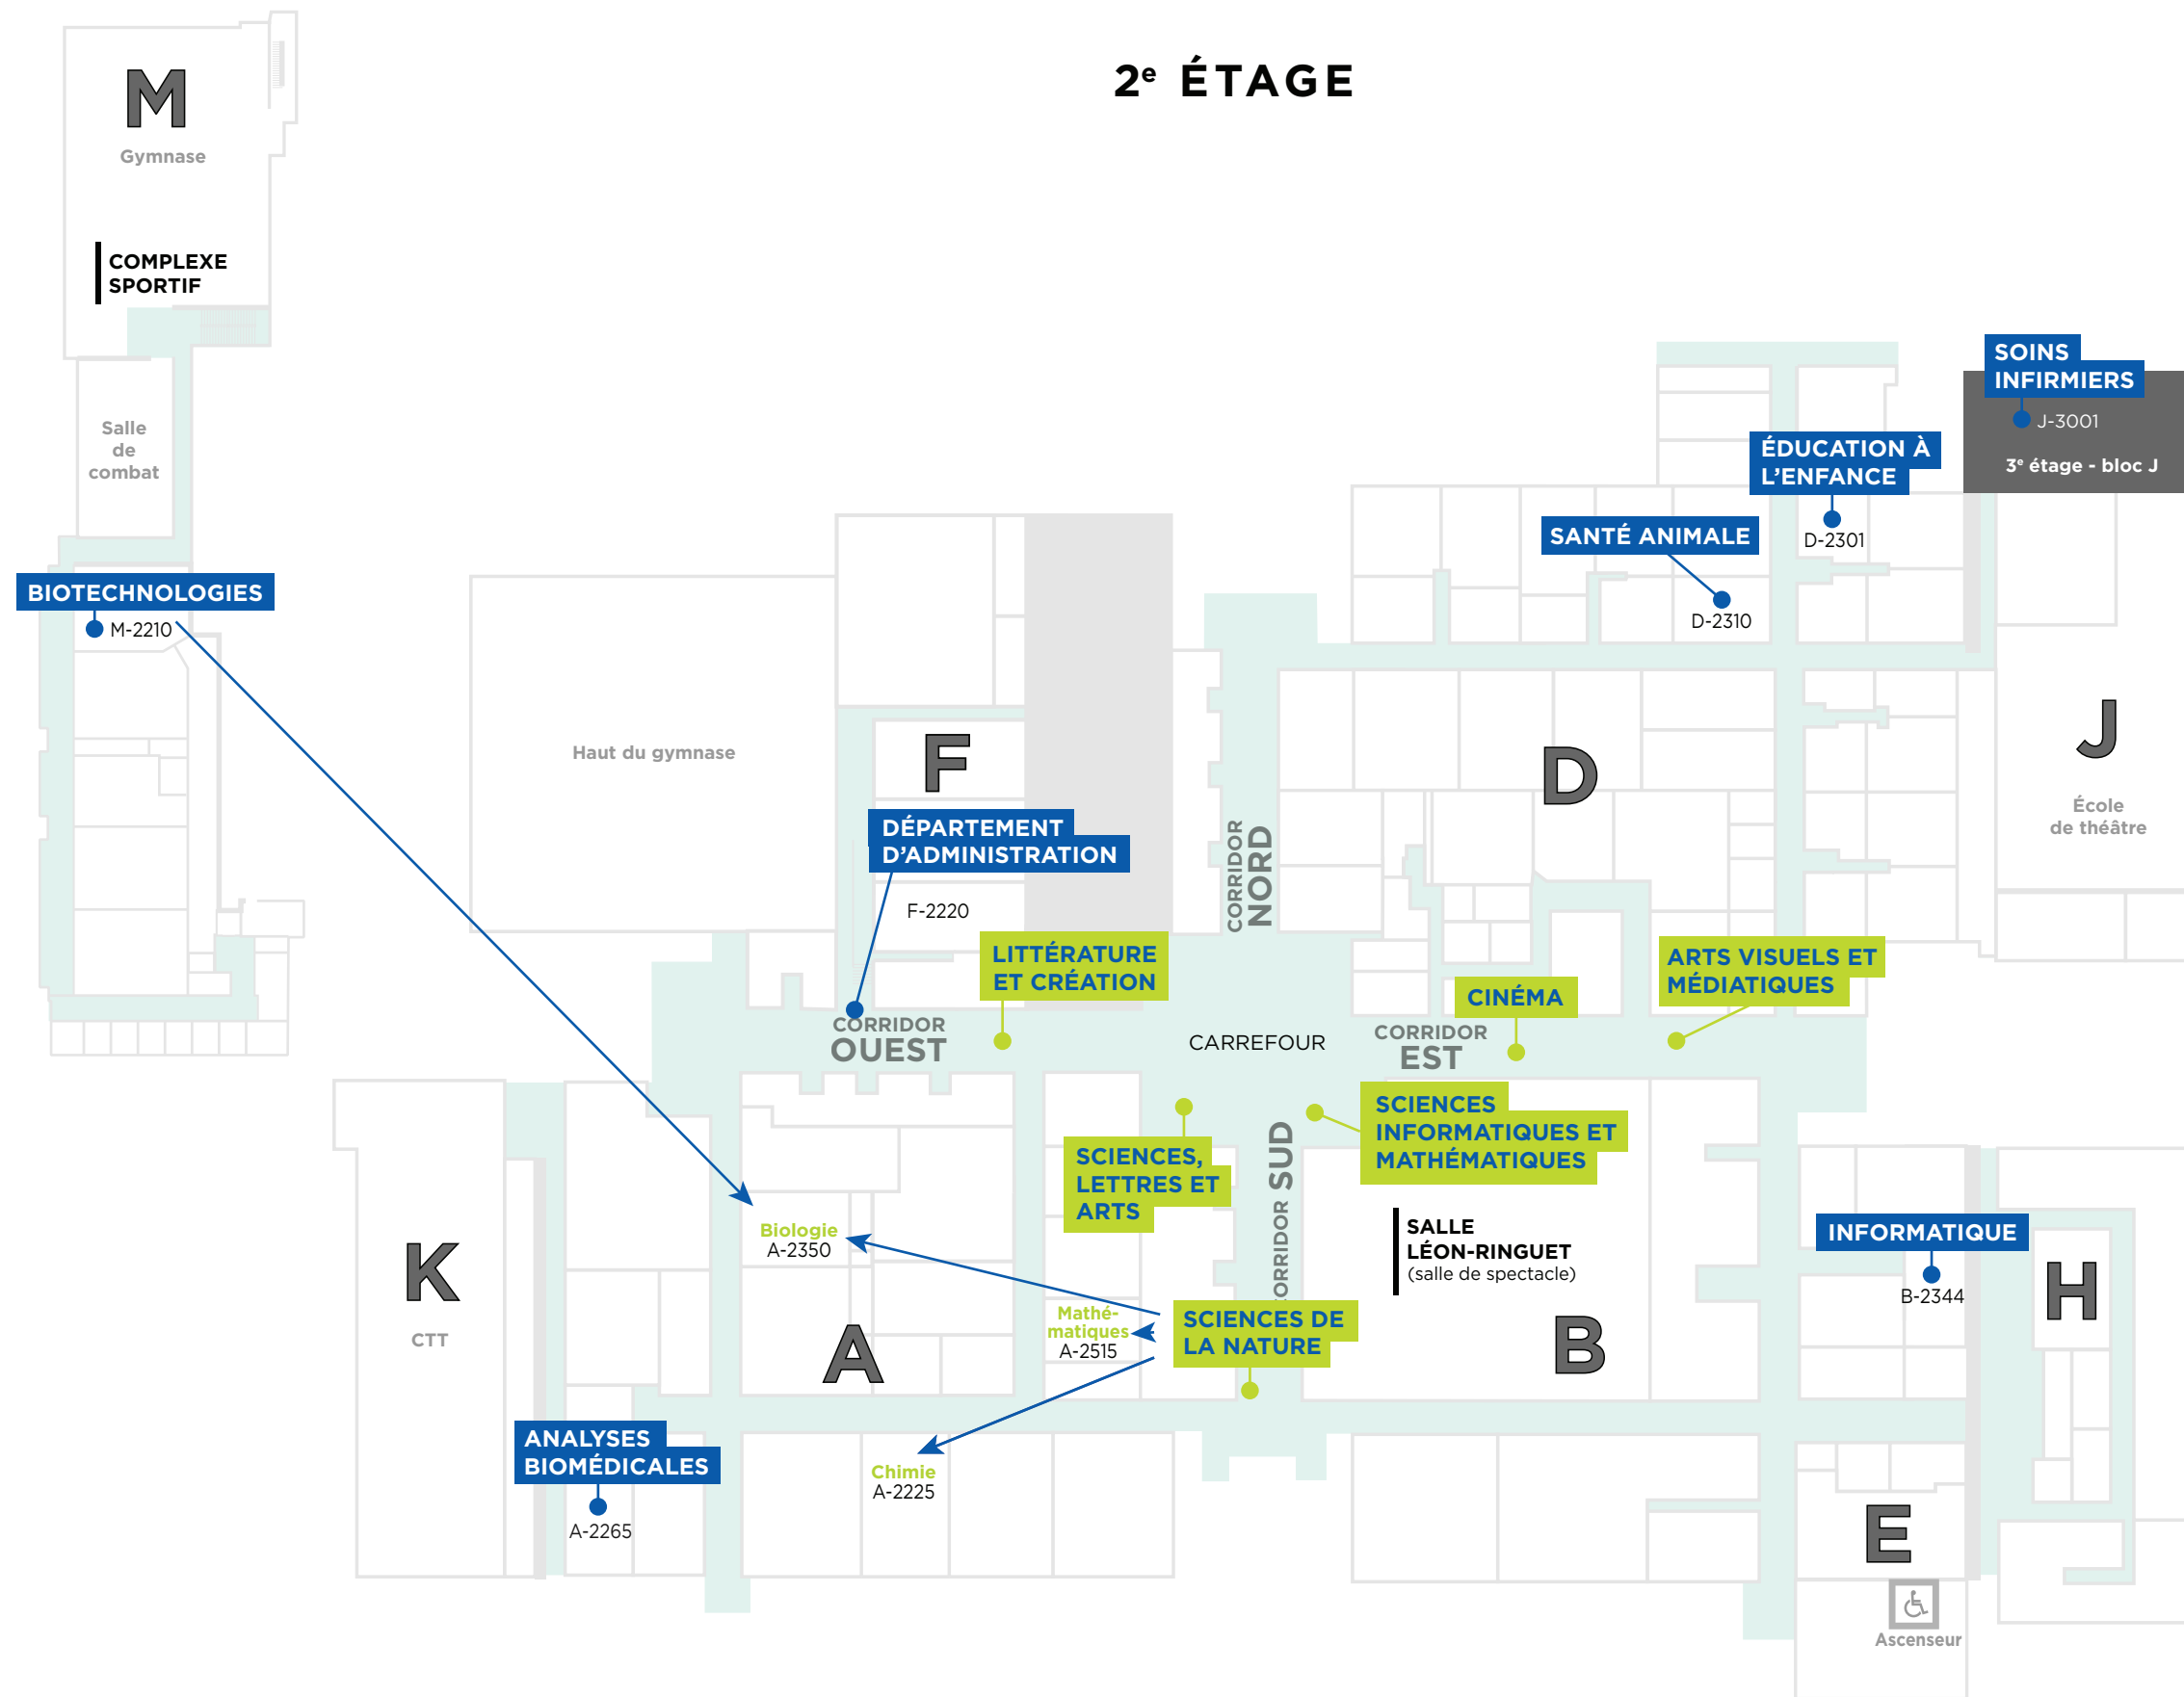 2e ÉTAGE
M
Gymnase
COMPLEXE
SPORTIF
Salle
de
combat
BIOTECHNOLOGIES
M-2210
SOINS
INFIRMIERS
J-3001
3e étage - bloc J
ÉDUCATION À
L'ENFANCE
D-2301
SANTÉ ANIMALE
D-2310
Haut du gymnase
F
DÉPARTEMENT
D'ADMINISTRATION
F-2220
CORRIDOR
NORD
D
J
École
de théâtre
LITTÉRATURE
ET CRÉATION
CINÉMA
ARTS VISUELS ET
MÉDIATIQUES
CORRIDOR
OUEST
CARREFOUR
CORRIDOR
EST
SCIENCES,
LETTRES ET
ARTS
CORRIDOR SUD
SCIENCES
INFORMATIQUES ET
MATHÉMATIQUES
Biologie
A-2350
K
CTT
A
Mathé-
matiques
A-2515
SCIENCES DE
LA NATURE
SALLE
LÉON-RINGUET
(salle de spectacle)
B
INFORMATIQUE
B-2344
H
ANALYSES
BIOMÉDICALES
A-2265
Chimie
A-2225
E
Ascenseur